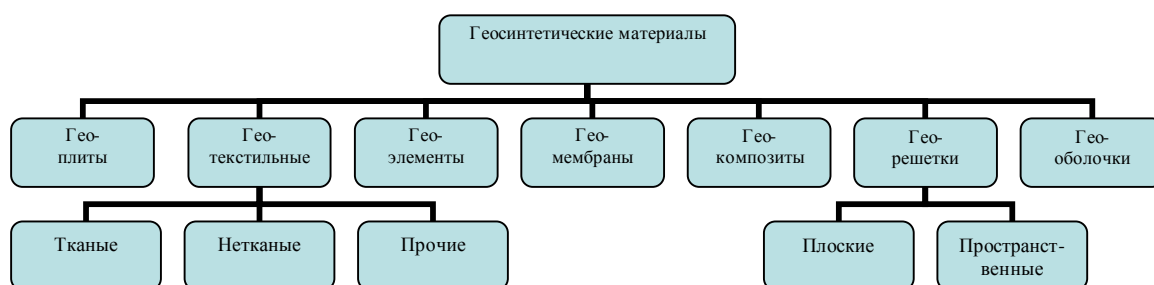 Геосинтетические материалы
Гео-
плиты
Гео-
текстильные
Гео-
элементы
Гео-
мембраны
Гео-
композиты
Гео-
решетки
Гео-
оболочки
Тканые
Нетканые
Прочие
Плоские
Пространст-
венные